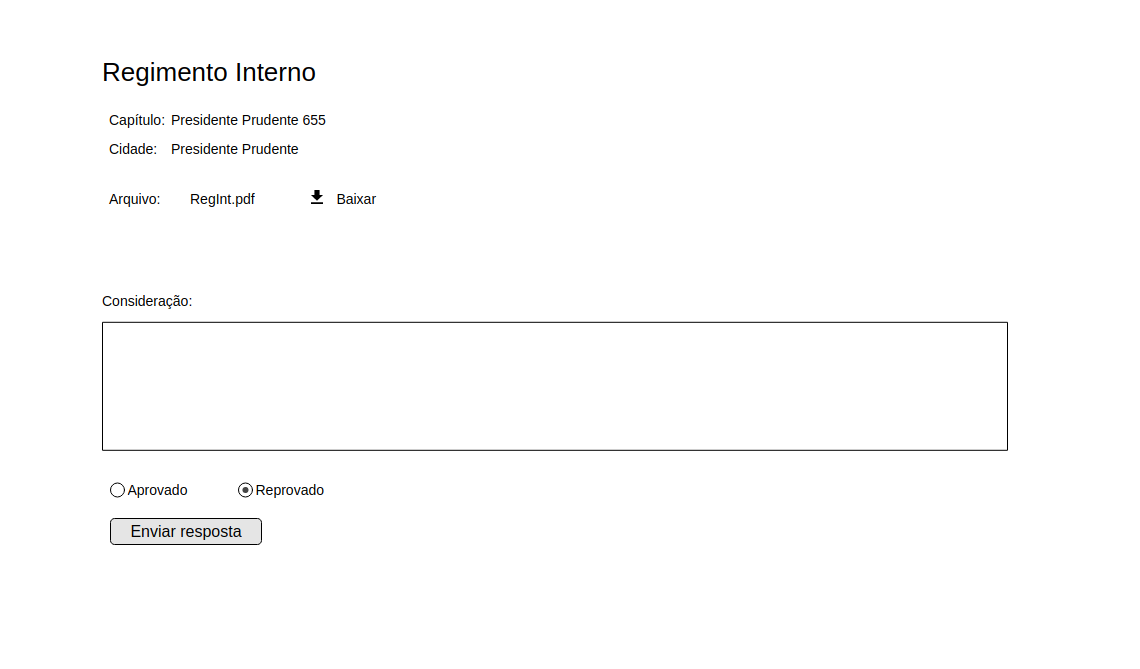 Regimento Interno
Capítulo: Presidente Prudente 655
Cidade: Presidente Prudente
Arquivo: RegInt.pdf Baixar
Consideração:
Aprovado Reprovado
Enviar resposta